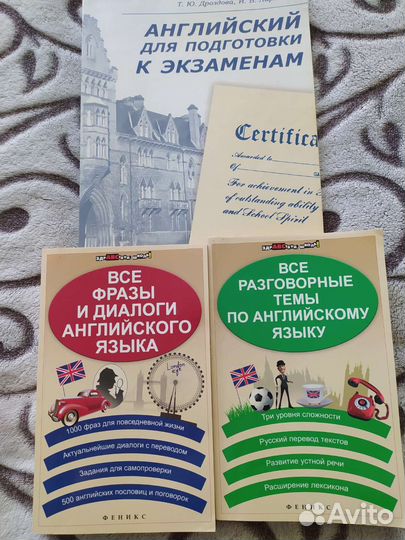 Т. Ю. Дроздова, И. В. Лар
АНГЛИЙСКИЙ
ДЛЯ ПОДГОТОВКИ
К ЭКЗАМЕНАМ
Certifica
Awarded to
Of
For achievement in
of outstanding ability
and School Spirit
ВСЕ
ФРАЗЫ
И ДИАЛОГИ
АНГЛИЙСКОГО
ЯЗЫКА
London
1000 фраз для повседневной жизни
Актуальнейшие диалоги с переводом
Задания для самопроверки
500 английских пословиц и поговорок
ФЕНИКС
ВСЕ
РАЗГОВОРНЫЕ
ТЕМЫ
ПО АНГЛИЙСКОМУ
ЯЗЫКУ
Три уровня сложности
Русский перевод текстов
Развитие устной речи
Расширение лексикона
ФЕНИКС
Avito